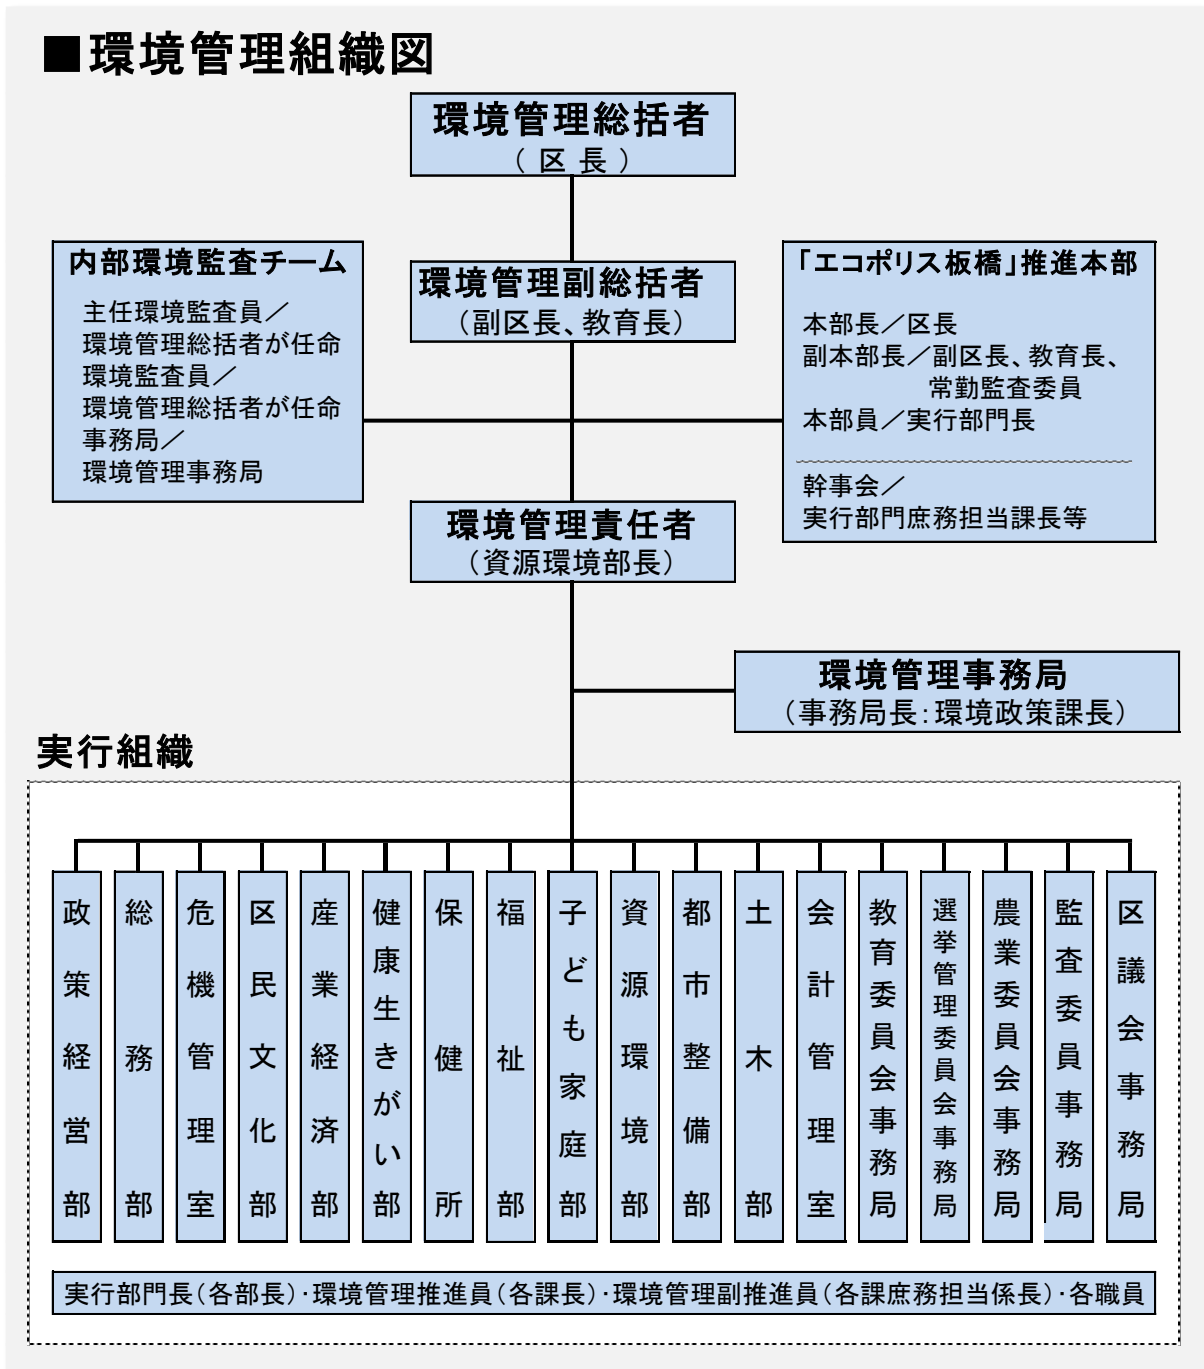 ■環境管理組織図
環境管理総括者
（区長）
内部環境監査チーム
主任環境監査員／
環境管理総括者が任命
環境監査員／
環境管理総括者が任命
事務局／
環境管理事務局
環境管理副総括者
（副区長、教育長）
「エコポリス板橋」推進本部
本部長／区長
副本部長／副区長、教育長、
常勤監査委員
本部員／実行部門長
幹事会／
実行部門庶務担当課長等
環境管理責任者
（資源環境部長）
環境管理事務局
（事務局長：環境政策課長）
実行組織
政策経営部
総務部
危機管理室
区民文化部
産業経済部
健康生きがい部
保健所
福祉部
子ども家庭部
資源環境部
都市整備部
土木部
会計管理室
教育委員会事務局
選挙管理委員会事務局
農業委員会事務局
監査委員事務局
区議会事務局
実行部門長（各部長）・環境管理推進員（各課長）・環境管理副推進員（各課庶務担当係長）・各職員